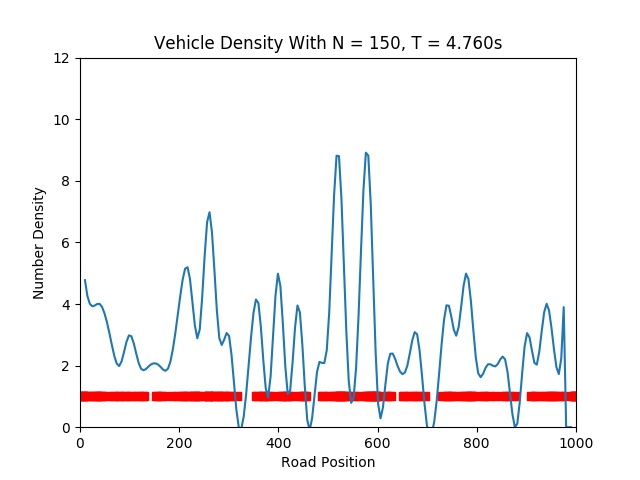 Vehicle Density With N = 150, T = 4.760s
12
10
8
6
4
2
0
Number Density
0 200 400 600 800 1000
Road Position